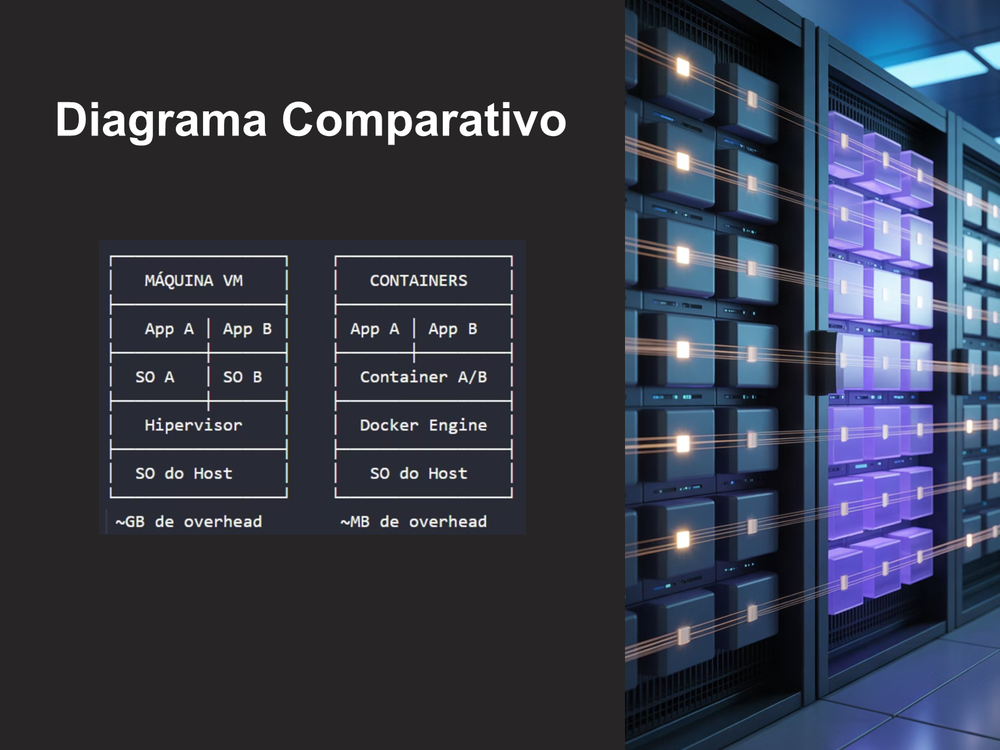 Diagrama Comparativo
MÁQUINA VM
App A | App B
SO A | SO B
Hipervisor
SO do Host
~GB de overhead
CONTAINERS
App A | App B
Container A/B
Docker Engine
SO do Host
~MB de overhead